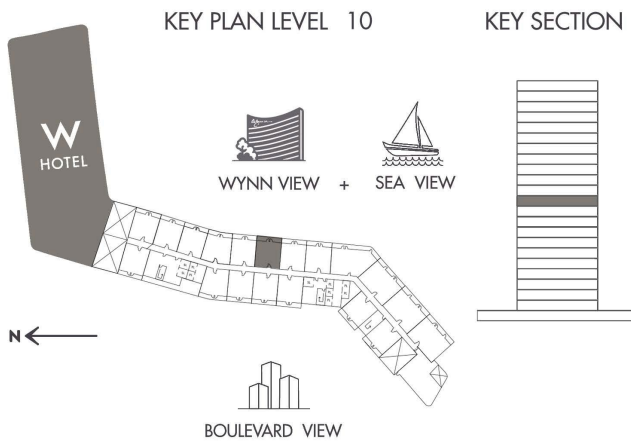 KEY PLAN LEVEL 10
KEY SECTION
W
HOTEL
WYNN VIEW + SEA VIEW
N
BOULEVARD VIEW